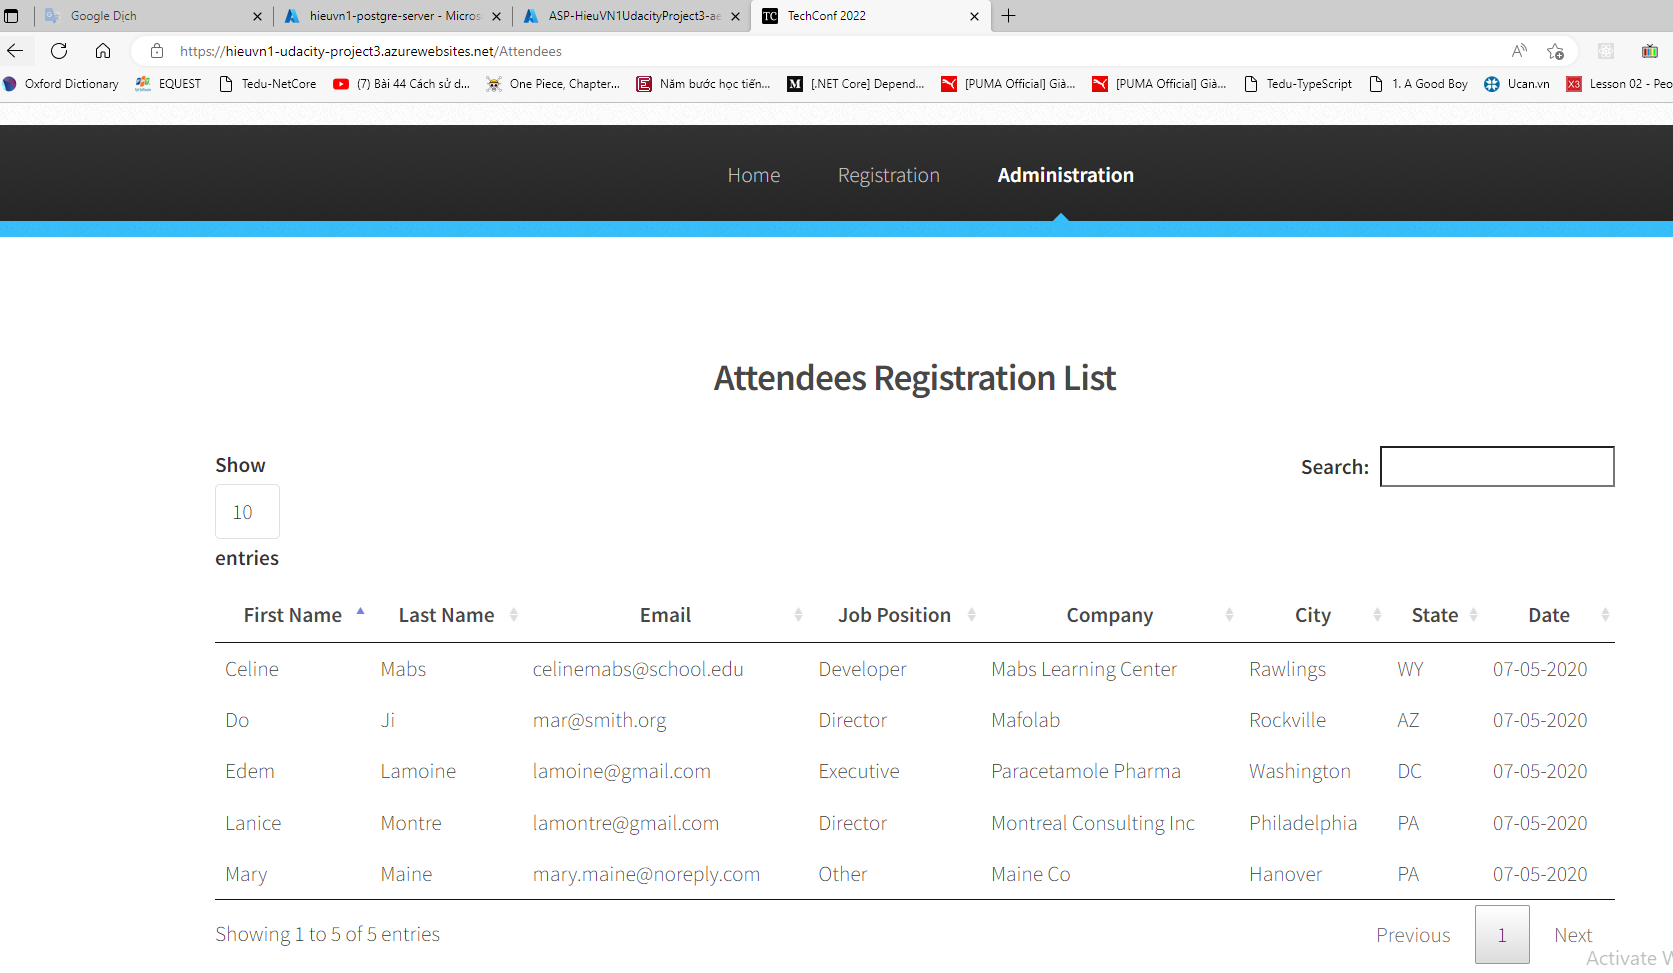 Google Dịch
hieuvn1-postgre-server - Micros
ASP-HieuVN1UdacityProject3-ae
TC TechConf 2022
https://hieuvn1-udacity-project3.azurewebsites.net/Attendees
Oxford Dictionary
EQUEST
Tedu-NetCore
(7) Bài 44 Cách sử d...
One Piece, Chapter...
Năm bước học tiến...
[.NET Core] Depend...
[PUMA Official] Già...
[PUMA Official] Già...
Tedu-TypeScript
1. A Good Boy
Ucan.vn
X3 Lesson 02 - Peo
Home Registration Administration
Attendees Registration List
Show
10
entries
Search:
First Name Last Name Email Job Position Company City State Date
Celine Mabs celinemabs@school.edu Developer Mabs Learning Center Rawlings WY 07-05-2020
Do Ji mar@smith.org Director Mafolab Rockville AZ 07-05-2020
Edem Lamoine lamoine@gmail.com Executive Paracetamole Pharma Washington DC 07-05-2020
Lanice Montre lamontre@gmail.com Director Montreal Consulting Inc Philadelphia PA 07-05-2020
Mary Maine mary.maine@noreply.com Other Maine Co Hanover PA 07-05-2020
Showing 1 to 5 of 5 entries
Previous 1 Next
Activate W